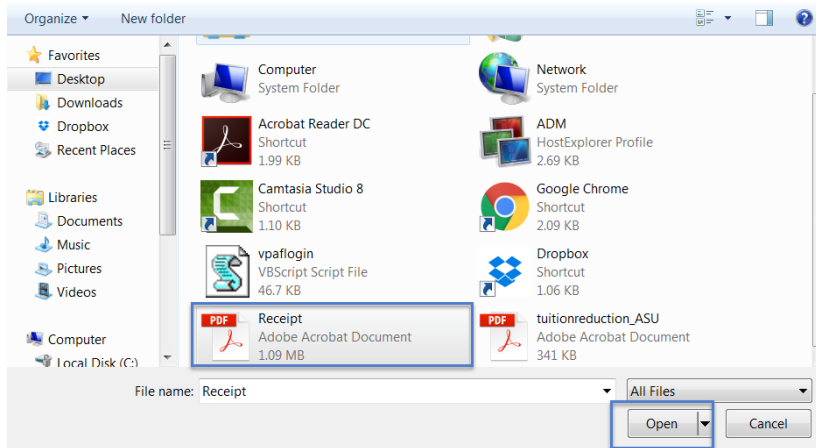 Organize New folder
Favorites
Desktop
Downloads
Dropbox
Recent Places
Libraries
Documents
Music
Pictures
Videos
Computer
Local Disk (C:)
Computer
System Folder
Network
System Folder
Acrobat Reader DC
Shortcut
1.99 KB
ADM
HostExplorer Profile
2.69 KB
Camtasia Studio 8
Shortcut
1.10 KB
Google Chrome
Shortcut
2.09 KB
vpaflogin
VBScript Script File
46.7 KB
Dropbox
Shortcut
1.06 KB
PDF
Receipt
Adobe Acrobat Document
1.09 MB
PDF
tuitionreduction_ASU
Adobe Acrobat Document
341 KB
File name: Receipt
All Files
Open
Cancel